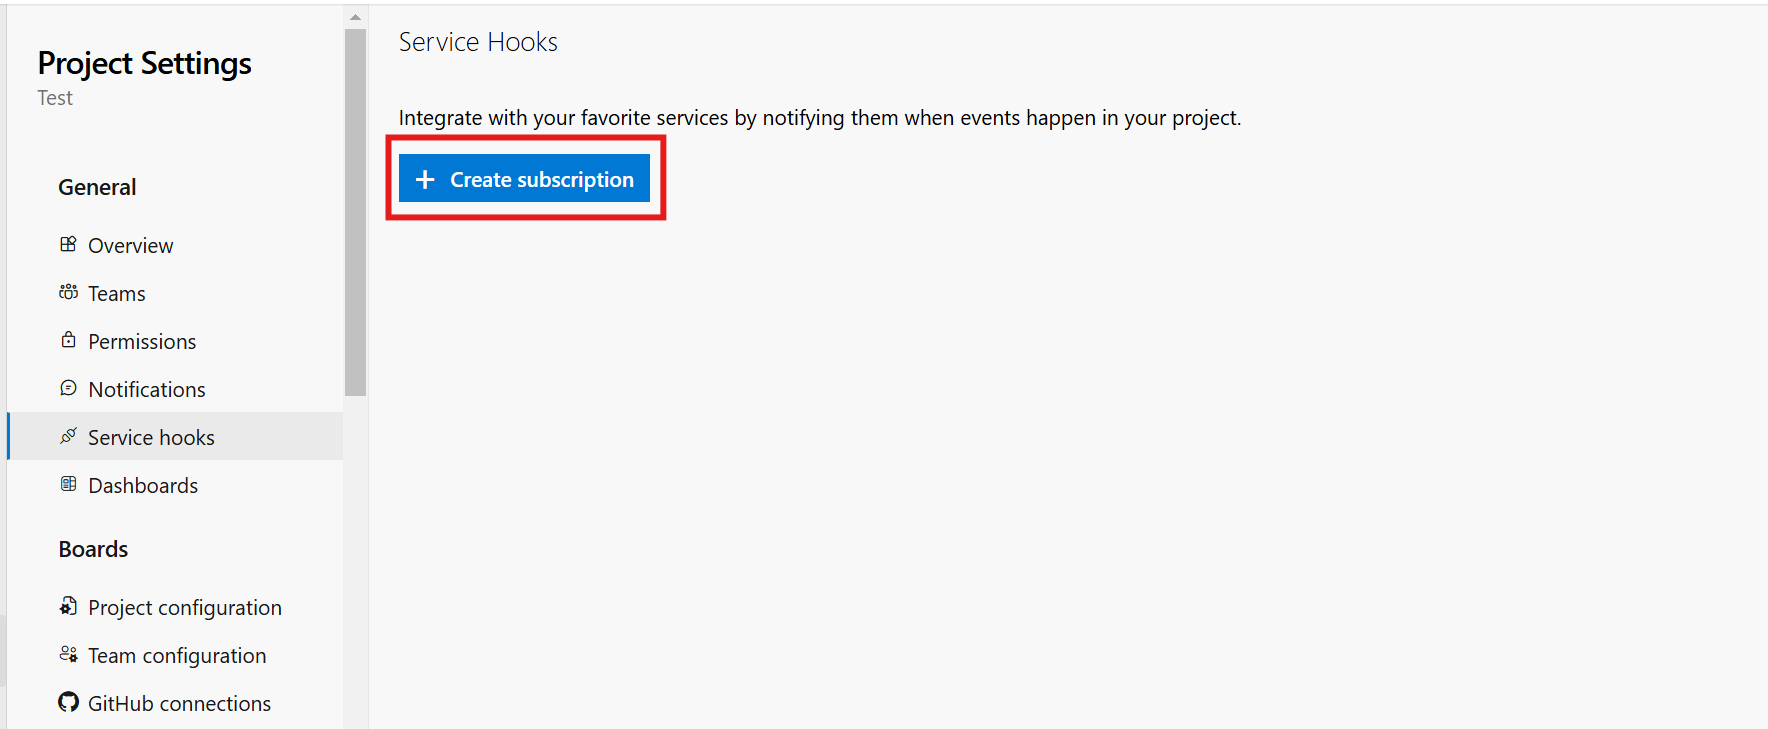 Project Settings
Test
General
Overview
Teams
Permissions
Notifications
Service hooks
Dashboards
Boards
Project configuration
Team configuration
GitHub connections
Service Hooks
Integrate with your favorite services by notifying them when events happen in your project.
+ Create subscription